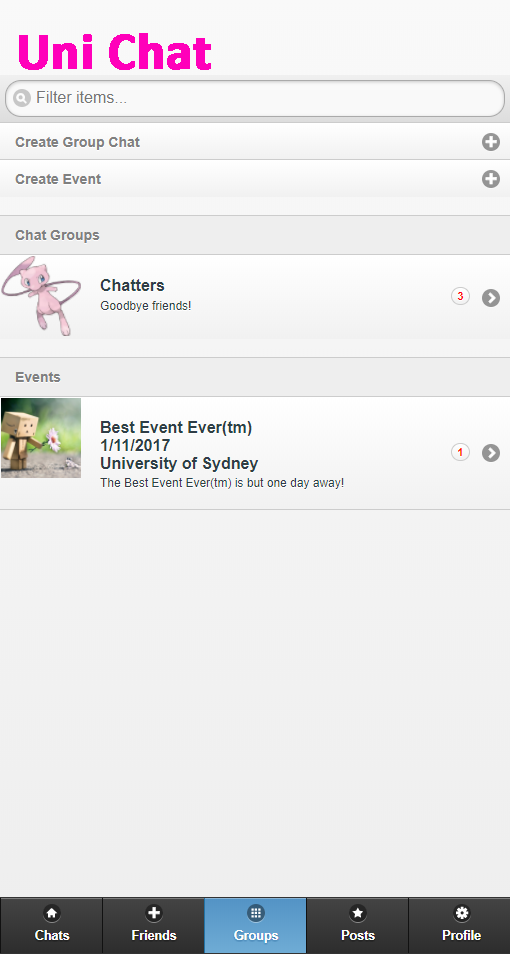 Uni Chat
Filter items...
Create Group Chat
Create Event
Chat Groups
Chatters
Goodbye friends!
3
Events
Best Event Ever(tm)
1/11/2017
University of Sydney
The Best Event Ever(tm) is but one day away!
1
Chats
Friends
Groups
Posts
Profile